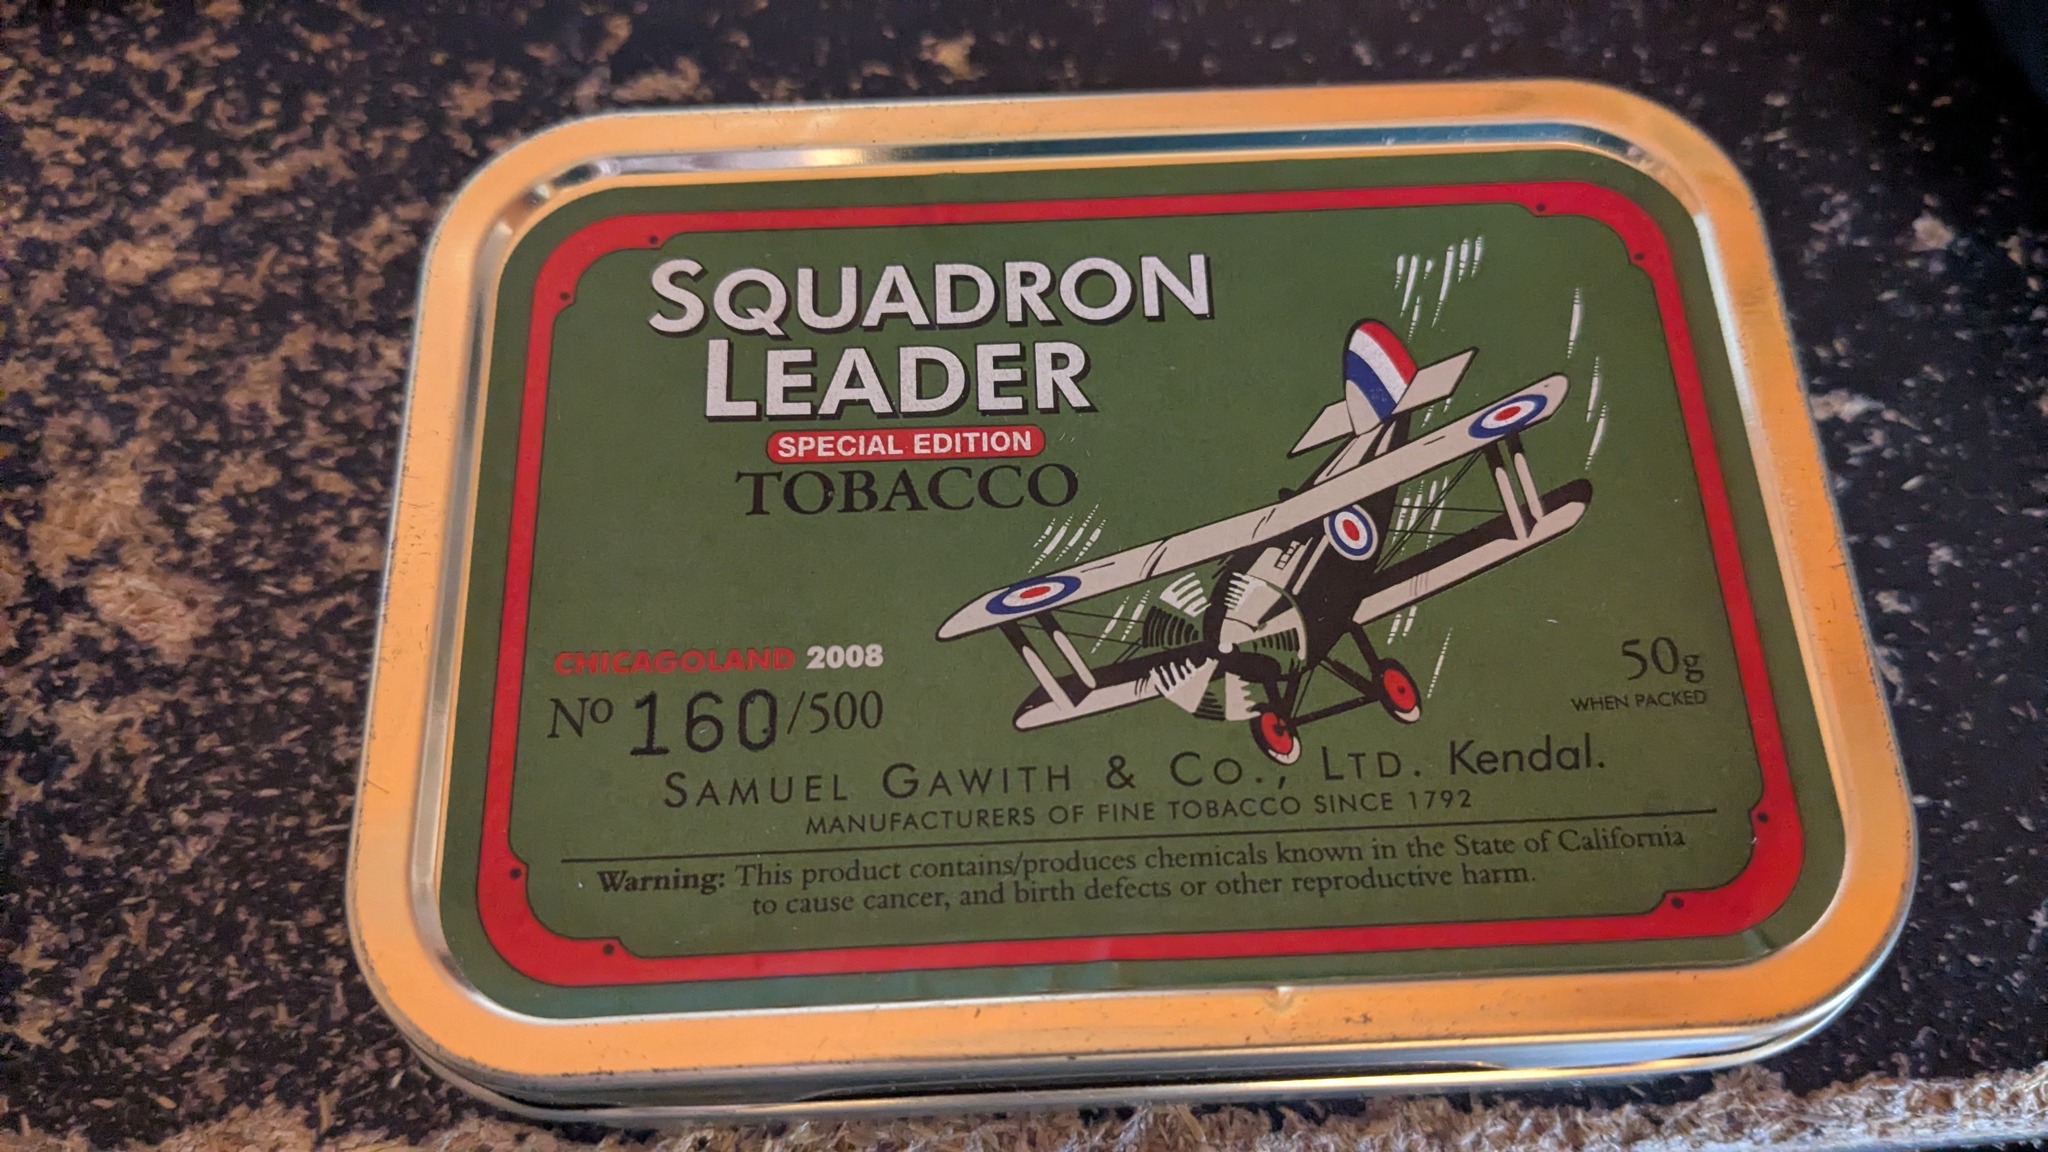 SQUADRON
LEADER
SPECIAL EDITION
TOBACCO
CHICAGOLAND 2008
No 160/500
50g
WHEN PACKED
SAMUEL GAWITH & CO., LTD. Kendal.
MANUFACTURERS OF FINE TOBACCO SINCE 1792
Warning: This product contains/produces chemicals known in the State of California
to cause cancer, and birth defects or other reproductive harm.